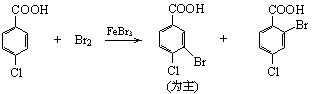 COOH
COOH
COOH
Br
+ Br2 FeBr3 +
Br
Cl
Cl
Cl
(为主)